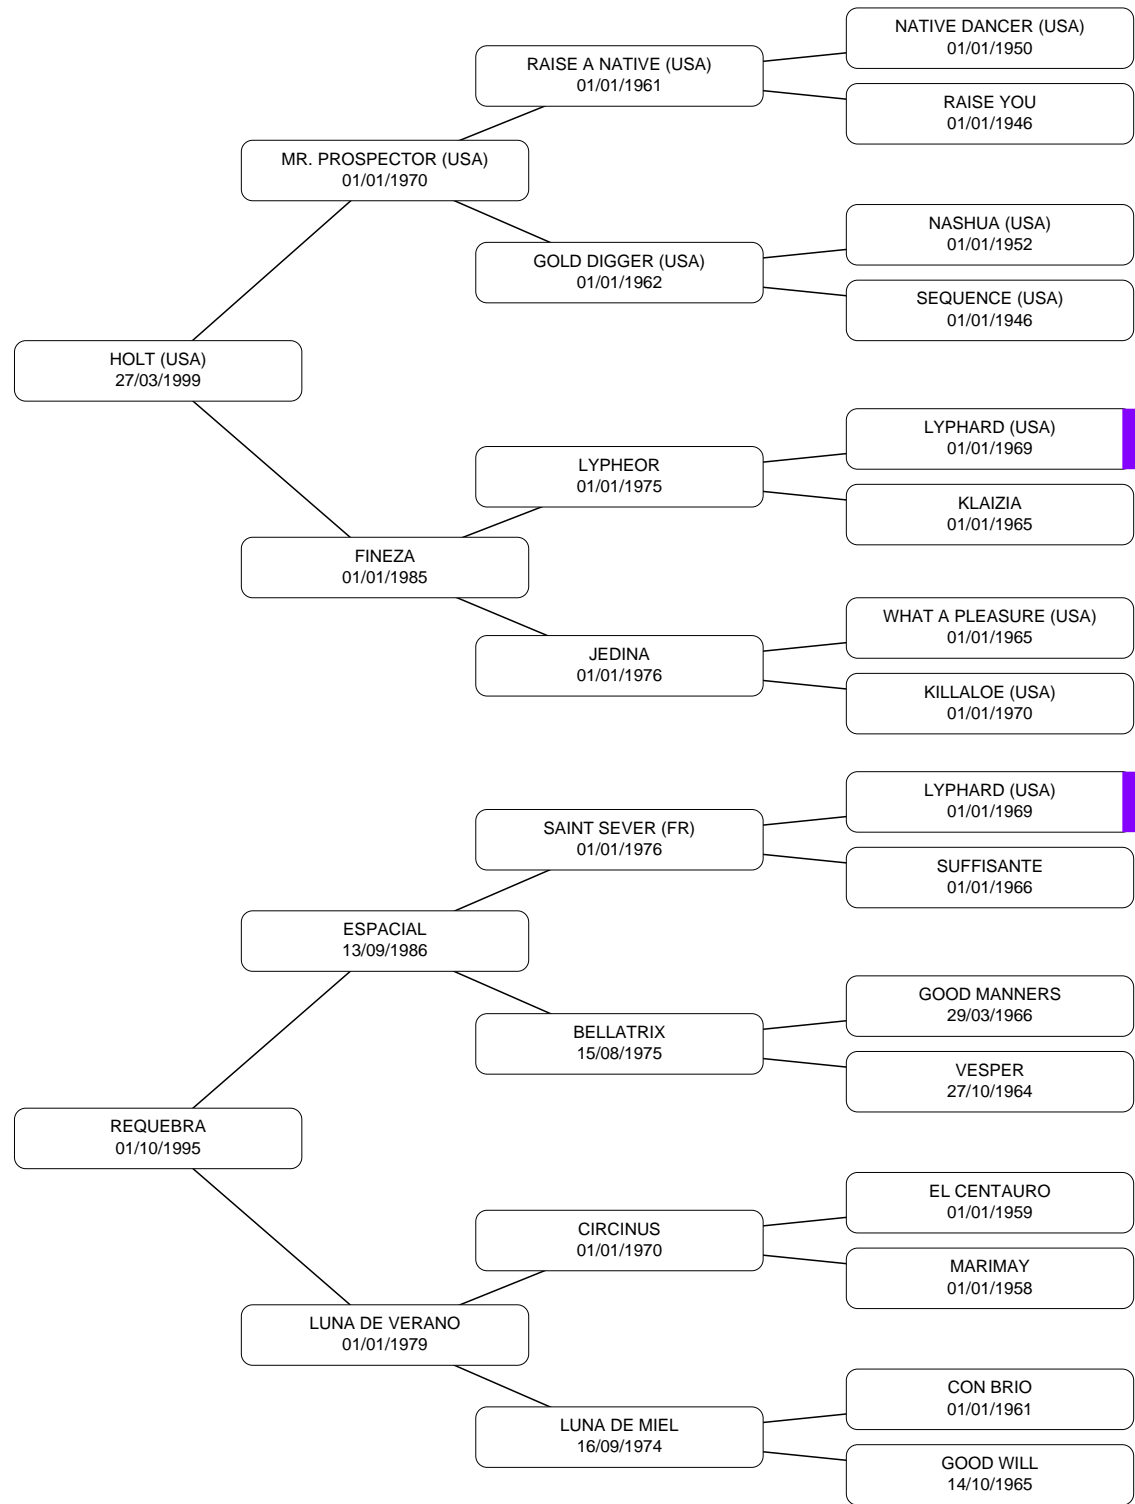 NATIVE DANCER (USA)
01/01/1950
RAISE A NATIVE (USA)
01/01/1961
RAISE YOU
01/01/1946
MR. PROSPECTOR (USA)
01/01/1970
NASHUA (USA)
01/01/1952
GOLD DIGGER (USA)
01/01/1962
SEQUENCE (USA)
01/01/1946
HOLT (USA)
27/03/1999
LYPHARD (USA)
01/01/1969
LYPHEOR
01/01/1975
KLAIZIA
01/01/1965
FINEZA
01/01/1985
WHAT A PLEASURE (USA)
01/01/1965
JEDINA
01/01/1976
KILLALOE (USA)
01/01/1970
LYPHARD (USA)
01/01/1969
SAINT SEVER (FR)
01/01/1976
SUFFISANTE
01/01/1966
ESPACIAL
13/09/1986
GOOD MANNERS
29/03/1966
BELLATRIX
15/08/1975
VESPER
27/10/1964
REQUEBRA
01/10/1995
EL CENTAURO
01/01/1959
CIRCINUS
01/01/1970
MARIMAY
01/01/1958
LUNA DE VERANO
01/01/1979
CON BRIO
01/01/1961
LUNA DE MIEL
16/09/1974
GOOD WILL
14/10/1965